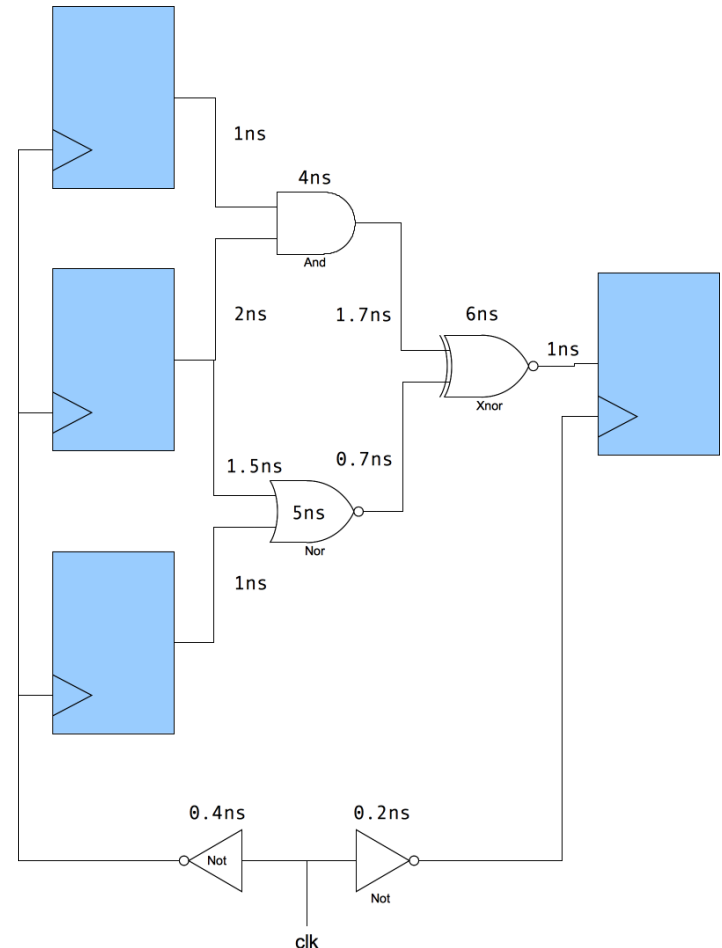 1ns
4ns
And
2ns
1.7ns
6ns
1ns
Xnor
1.5ns
0.7ns
5ns
Nor
1ns
0.4ns
0.2ns
Not
Not
clk